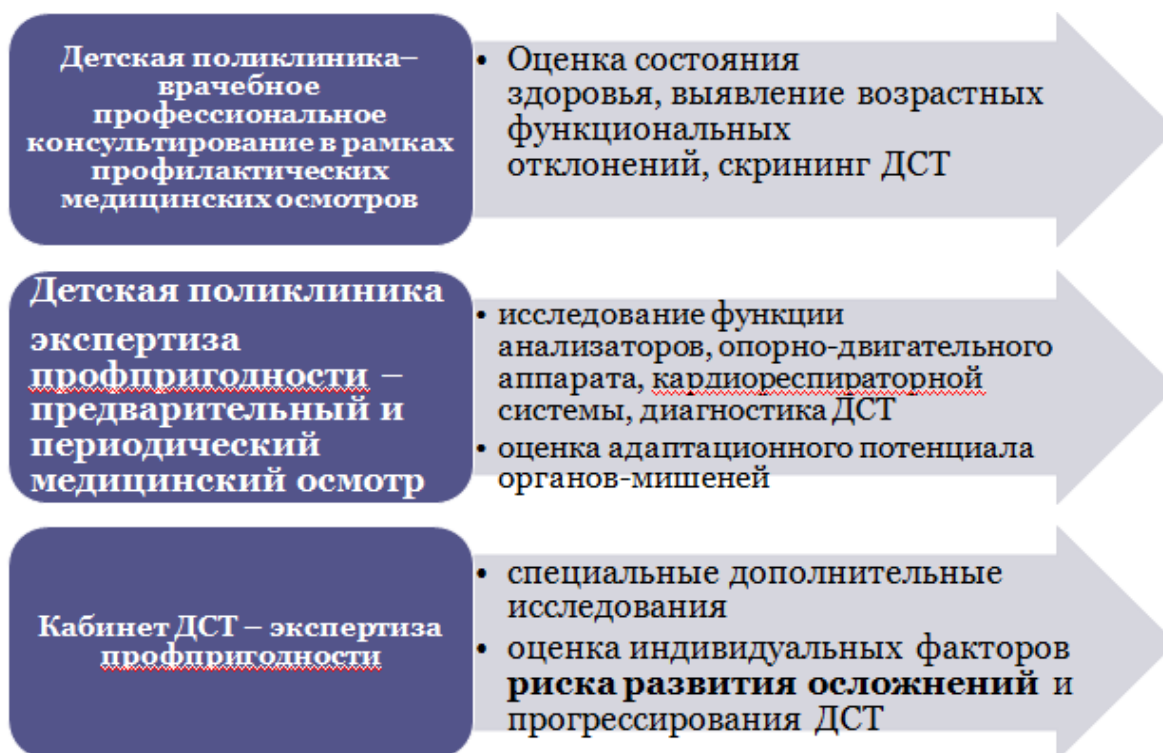 Детская поликлиника–
врачебное
профессиональное
консультирование в рамках
профилактических
медицинских осмотров
• Оценка состояния
здоровья, выявление возрастных
функциональных
отклонений, скрининг ДСТ
Детская поликлиника
экспертиза
профпригодности –
предварительный и
периодический
медицинский осмотр
• исследование функции
анализаторов, опорно-двигательного
аппарата, кардиореспираторной
системы, диагностика ДСТ
• оценка адаптационного потенциала
органов-мишеней
Кабинет ДСТ – экспертиза
профпригодности
• специальные дополнительные
исследования
• оценка индивидуальных факторов
риска развития осложнений и
прогрессирования ДСТ